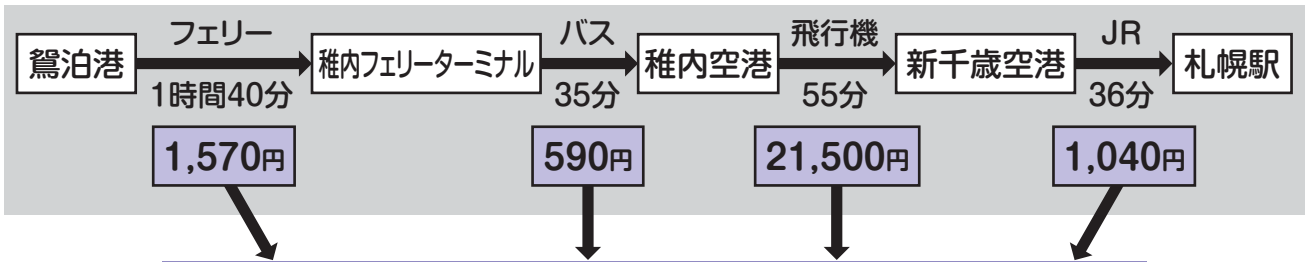 フェリー バス 飛行機 JR
鴛泊港 稚内フェリーターミナル 稚内空港 新千歳空港 札幌駅
1時間40分 35分 55分 36分
1,570円 590円 21,500円 1,040円